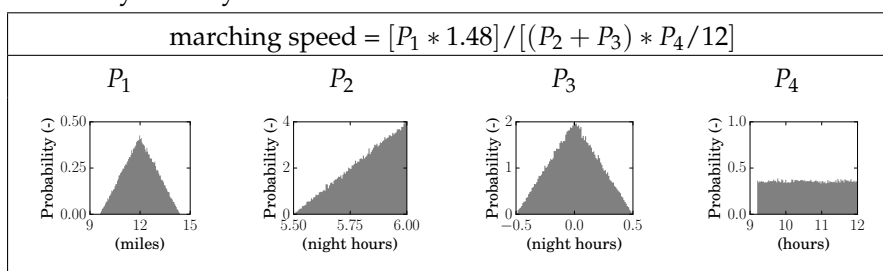 marching speed = [P₁ * 1.48]/[(P₂ + P₃) * P₄/12]
P₁ P₂ P₃ P₄
Probability (-)
0.50
0.25
0.00
9 12 15
(miles)
Probability (-)
4
2
0
5.50 5.75 6.00
(night hours)
Probability (-)
2
1
0
−0.5 0.0 0.5
(night hours)
Probability (-)
1.0
0.5
0.0
9 10 11 12
(hours)